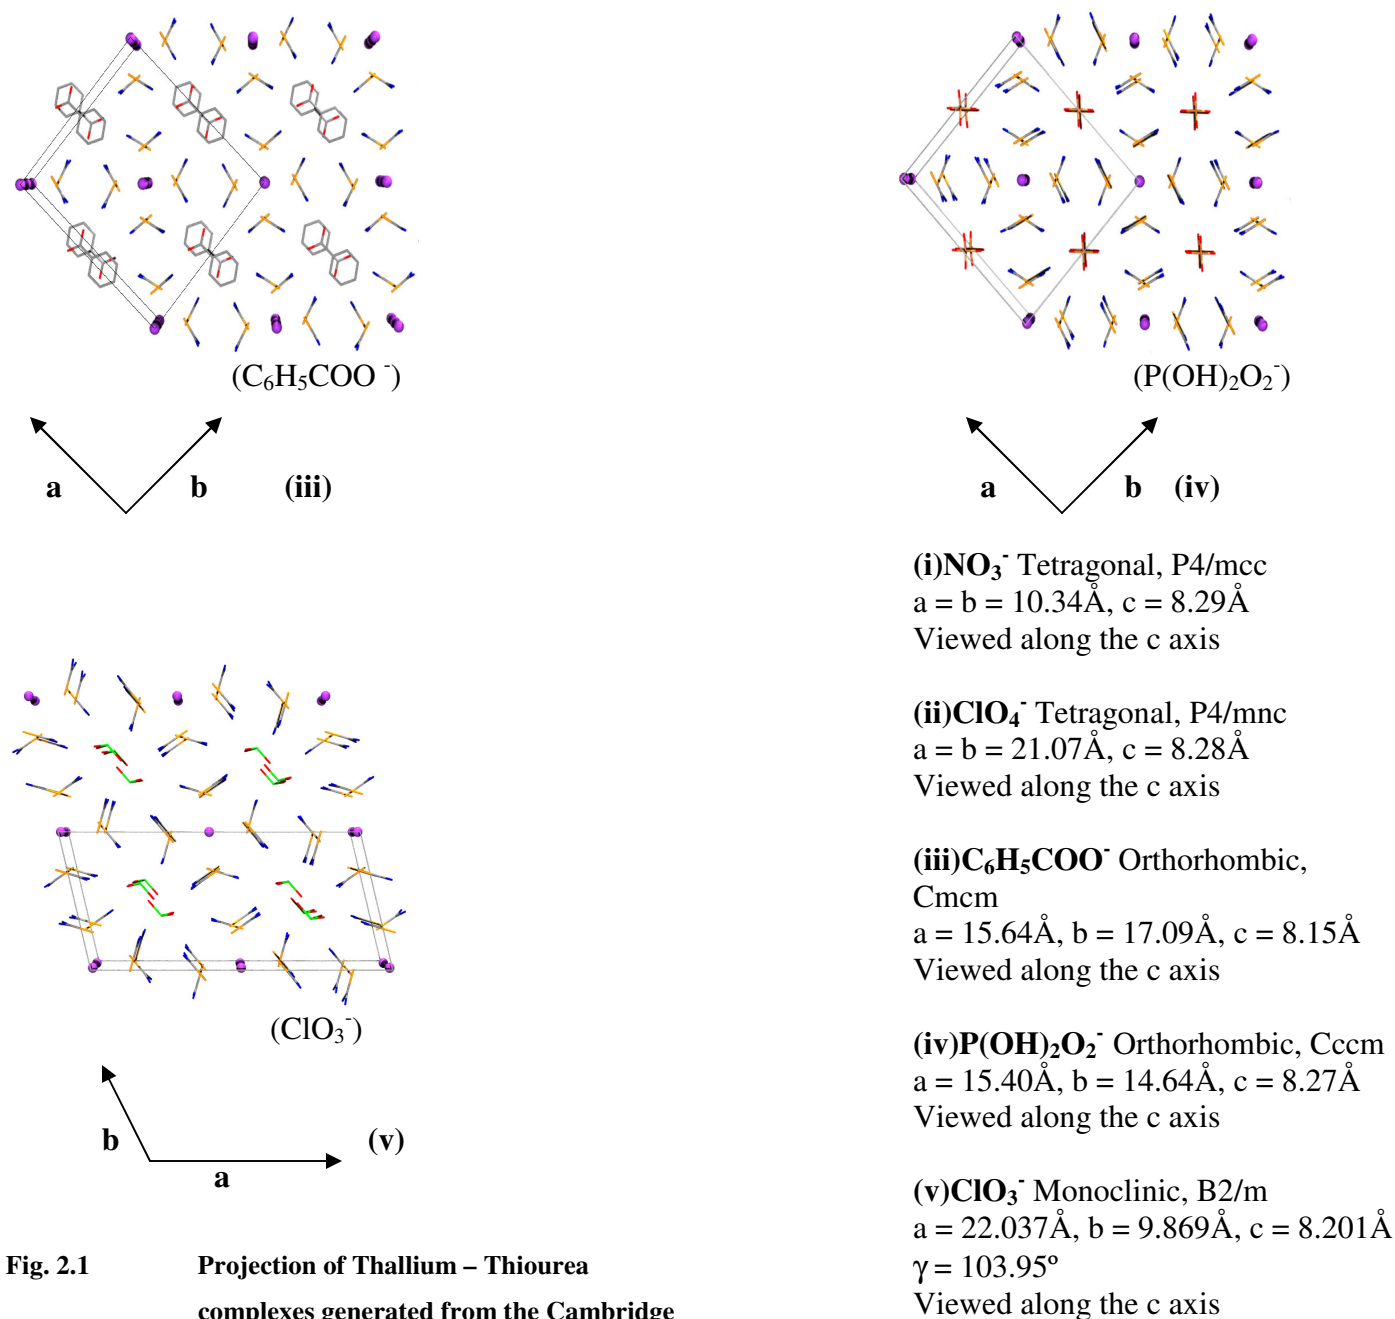 (C₆H₅COO ⁻)
a b (iii)
(P(OH)₂O₂⁻)
a b (iv)
(ClO₃⁻)
b
a
(v)
(i)NO₃⁻ Tetragonal, P4/mcc
a = b = 10.34Å, c = 8.29Å
Viewed along the c axis
(ii)ClO₄⁻ Tetragonal, P4/mnc
a = b = 21.07Å, c = 8.28Å
Viewed along the c axis
(iii)C₆H₅COO⁻ Orthorhombic,
Cmcm
a = 15.64Å, b = 17.09Å, c = 8.15Å
Viewed along the c axis
(iv)P(OH)₂O₂⁻ Orthorhombic, Cccm
a = 15.40Å, b = 14.64Å, c = 8.27Å
Viewed along the c axis
(v)ClO₃⁻ Monoclinic, B2/m
a = 22.037Å, b = 9.869Å, c = 8.201Å
γ = 103.95º
Viewed along the c axis
Fig. 2.1 Projection of Thallium – Thiourea
complexes generated from the Cambridge